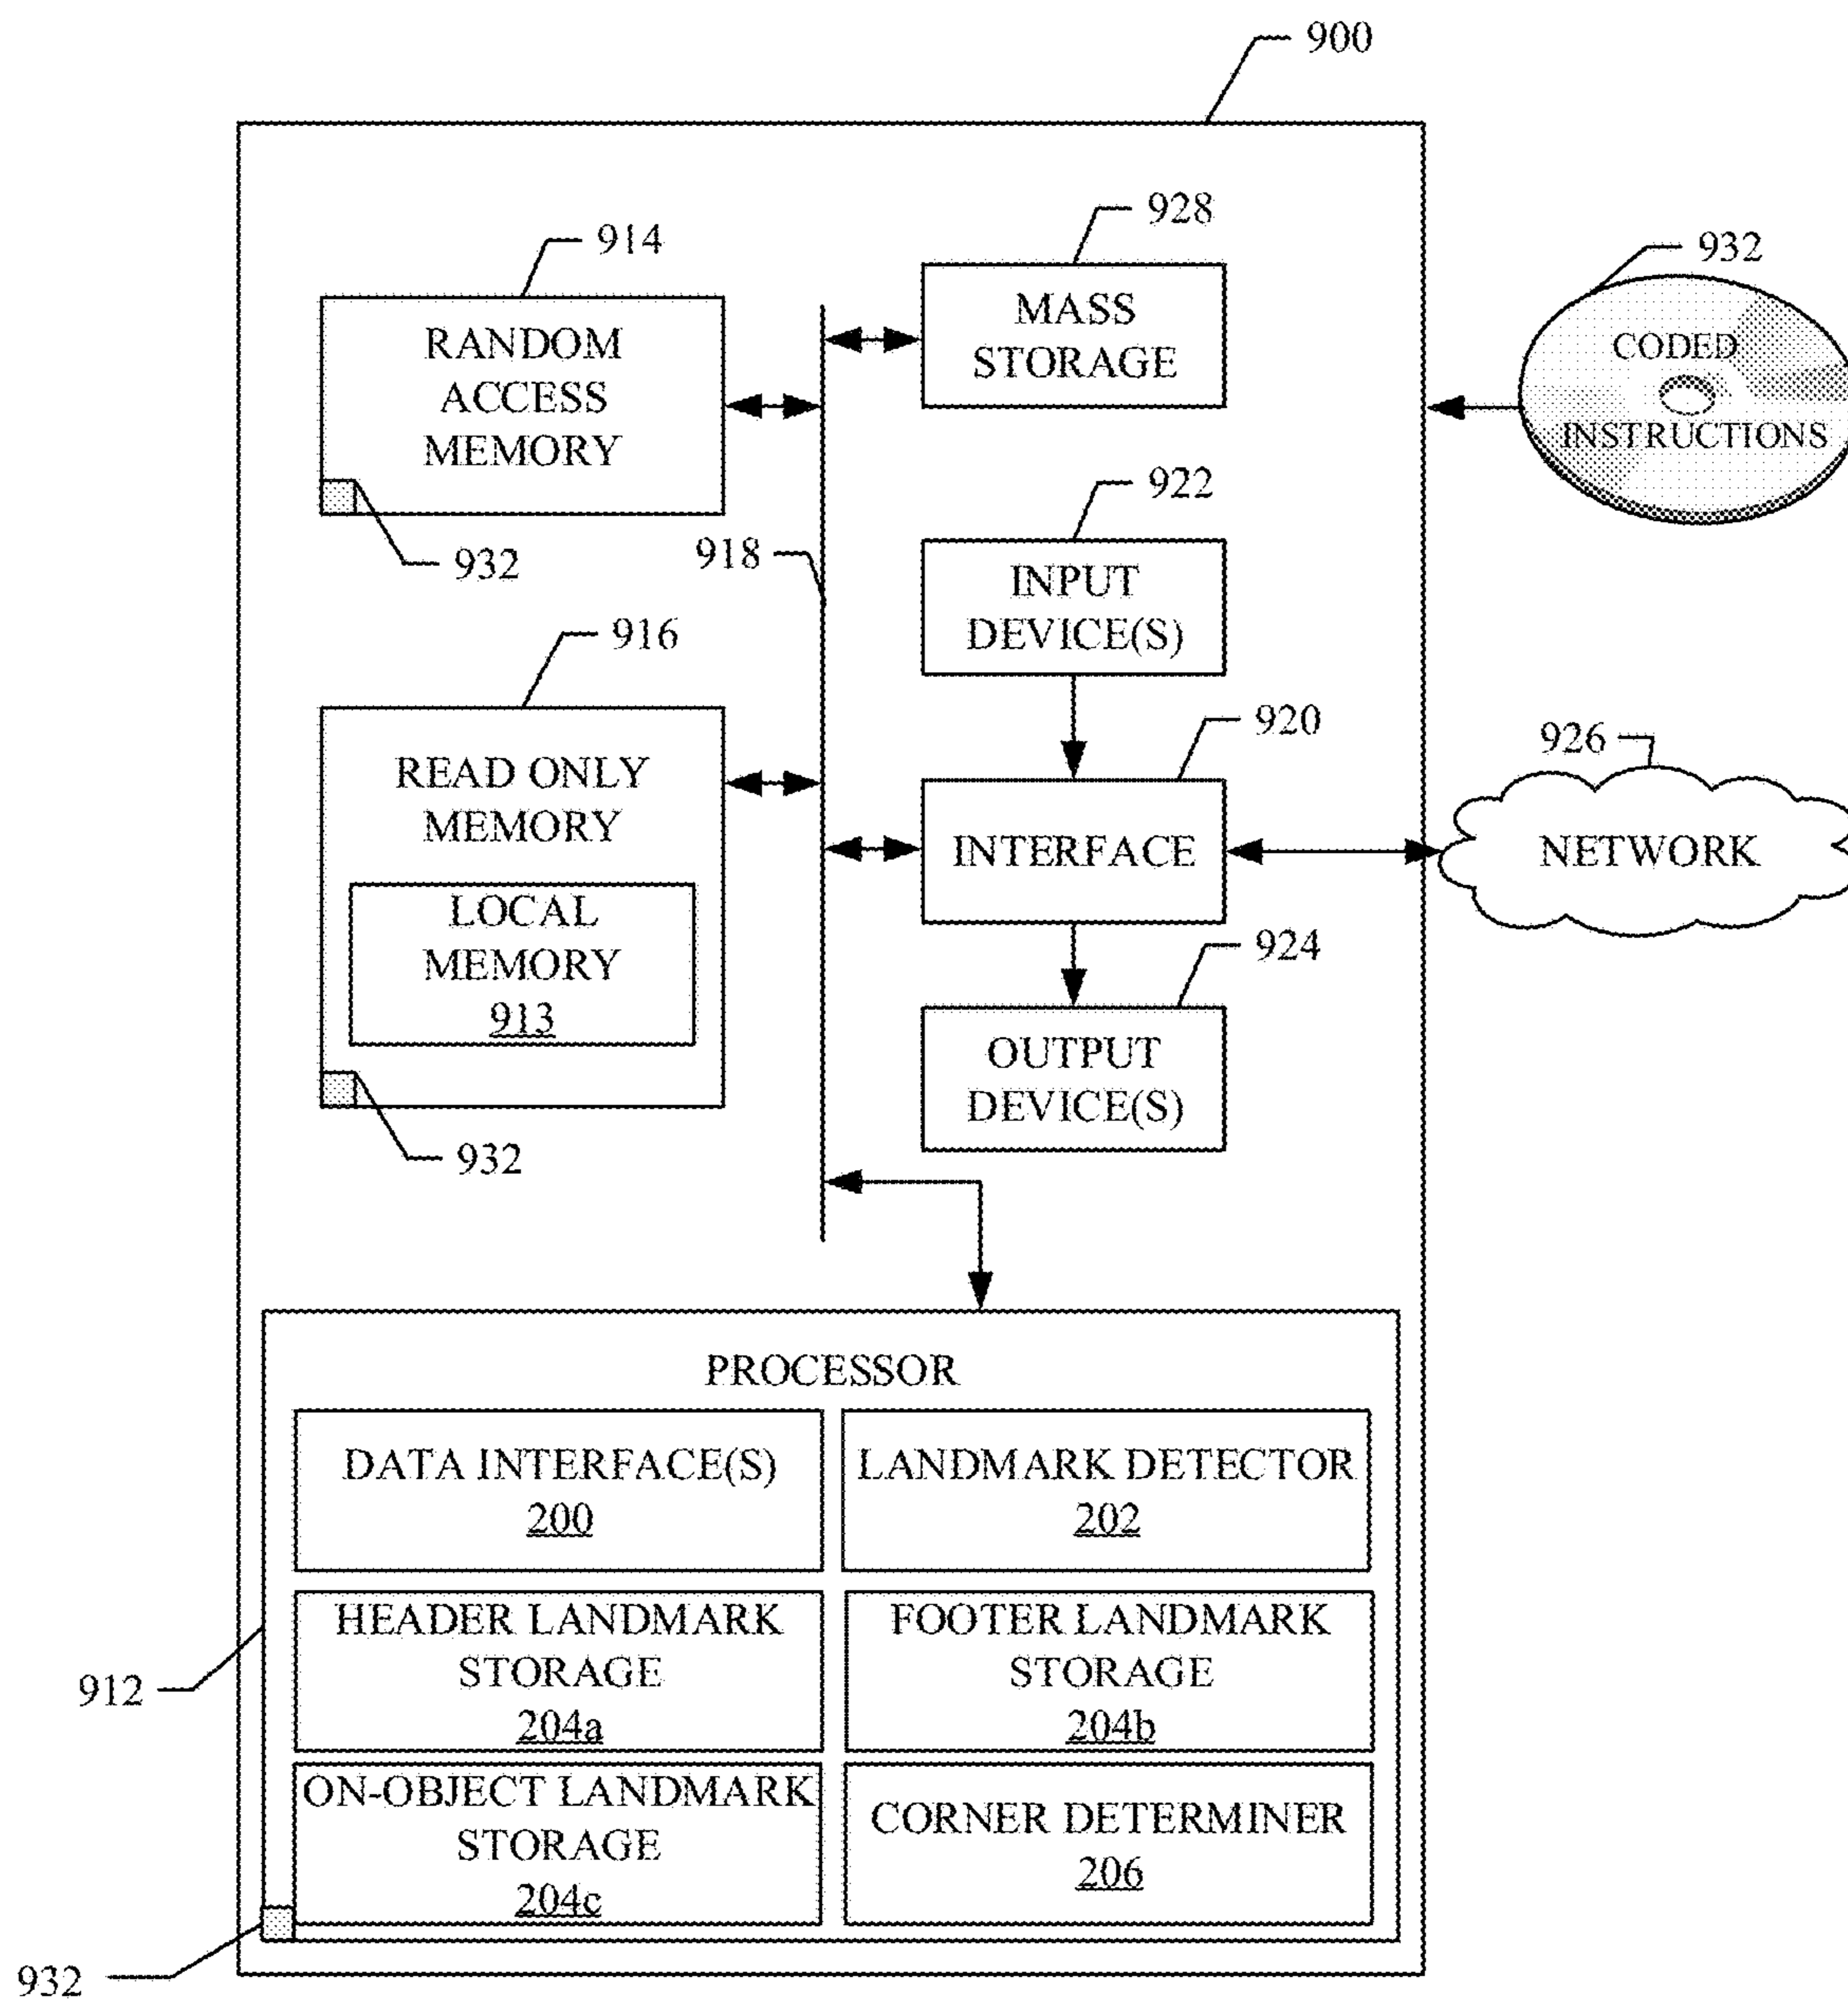 900
914
RANDOM
ACCESS
MEMORY
932
928
MASS
STORAGE
932
CODED
INSTRUCTIONS
918
922
INPUT
DEVICE(S)
916
READ ONLY
MEMORY
LOCAL
MEMORY
913
932
920
INTERFACE
926
NETWORK
924
OUTPUT
DEVICE(S)
PROCESSOR
DATA INTERFACE(S)
200
LANDMARK DETECTOR
202
HEADER LANDMARK
STORAGE
204a
FOOTER LANDMARK
STORAGE
204b
912
ON-OBJECT LANDMARK
STORAGE
204c
CORNER DETERMINER
206
932